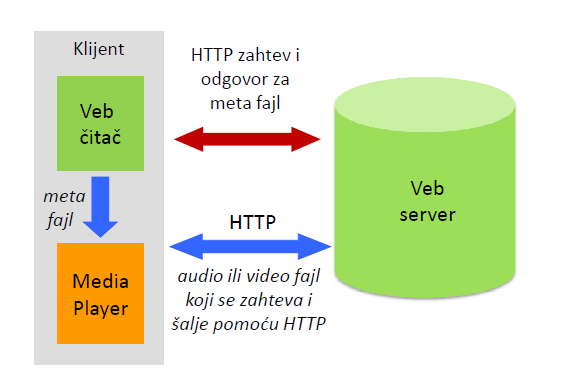 Klijent
Veb
čitač
meta
fajl
Media
Player
HTTP zahtev i
odgovor za
meta fajl
HTTP
audio ili video fajl
koji se zahteva i
šalje pomoću HTTP
Veb
server